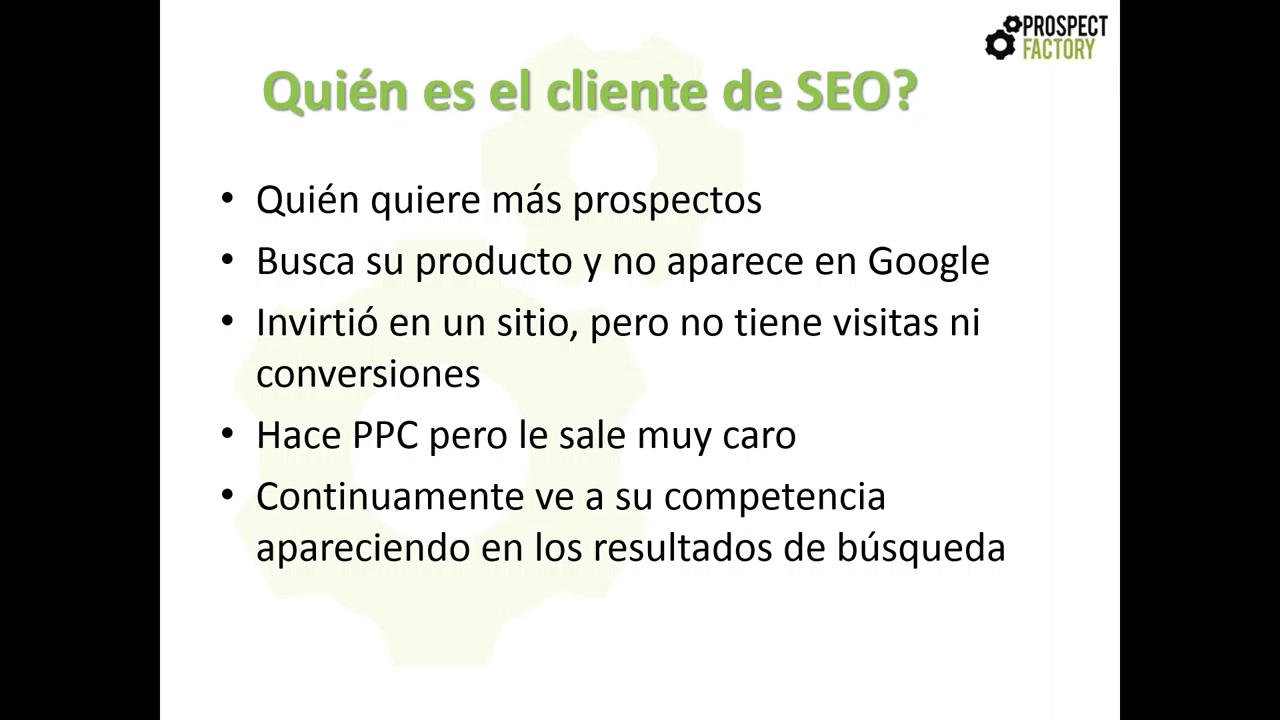 PROSPECT
FACTORY
Quién es el cliente de SEO?
• Quién quiere más prospectos
• Busca su producto y no aparece en Google
• Invirtió en un sitio, pero no tiene visitas ni
conversiones
• Hace PPC pero le sale muy caro
• Continuamente ve a su competencia
apareciendo en los resultados de búsqueda